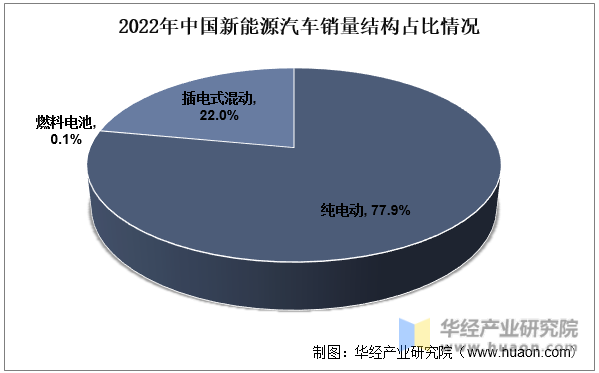 2022年中国新能源汽车销量结构占比情况
插电式混动,
22.0%
燃料电池,
0.1%
纯电动, 77.9%
华经产业研究院
www.huaon.com
制图：华经产业研究院（www.huaon.com）